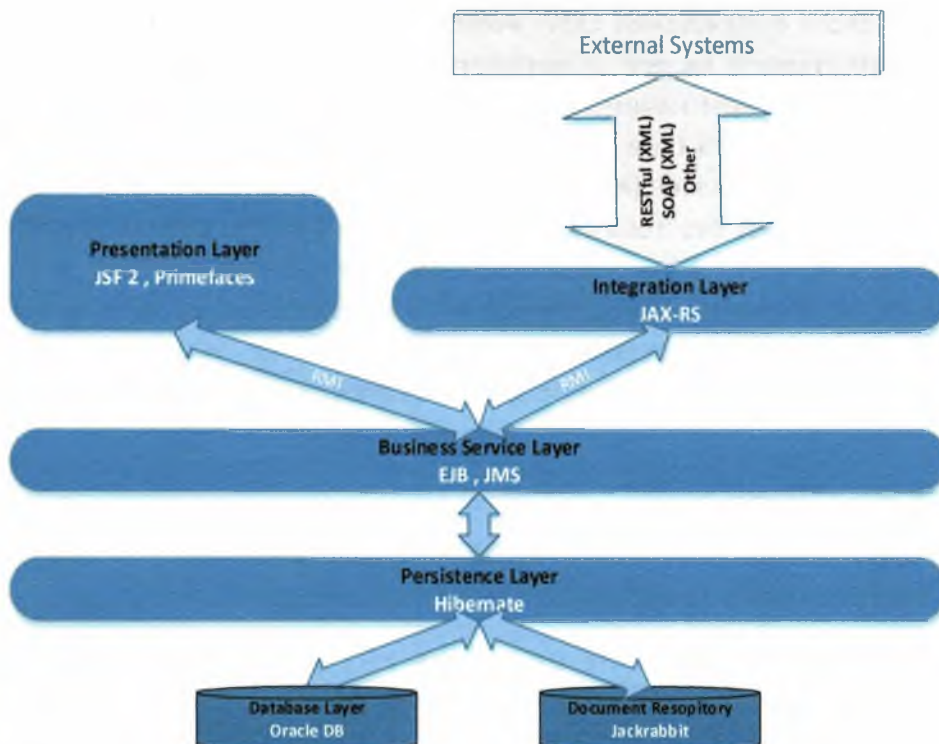 External Systems
RESTful (XML)
SOAP (XML)
Other
Presentation Layer
JSF 2 , Primefaces
Integration Layer
JAX-RS
RMI
RMI
Business Service Layer
EJB , JMS
Persistence Layer
Hibernate
Database Layer
Oracle DB
Document Resopitory
Jackrabbit